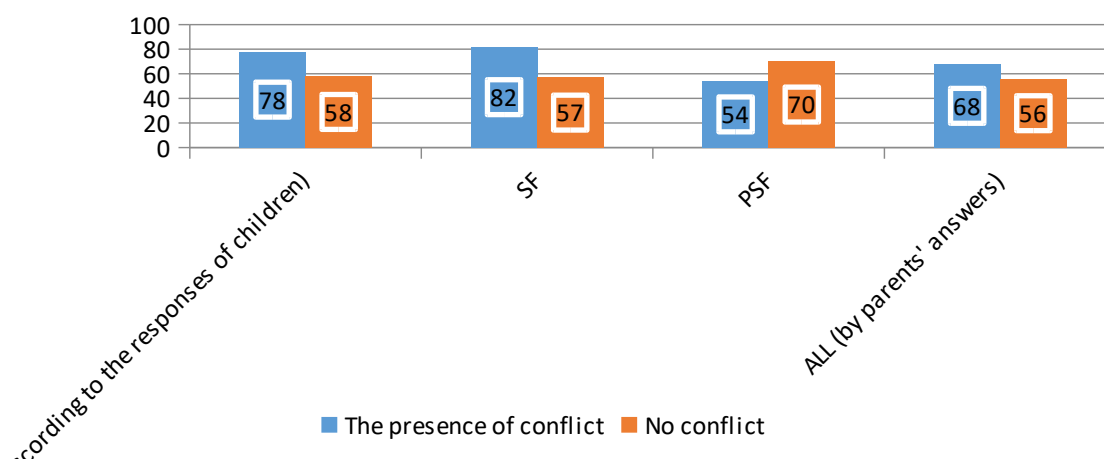 100
80
60
40
20
0
78
58
82
57
54
70
68
56
according to the responses of children)
SF
PSF
ALL (by parents' answers)
The presence of conflict
No conflict